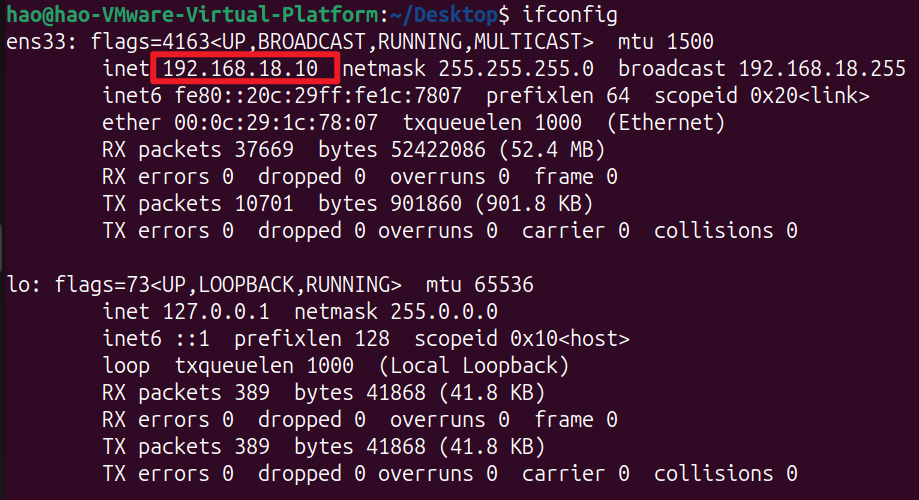 hao@hao-VMware-Virtual-Platform:~/Desktop$ ifconfig
ens33: flags=4163<UP,BROADCAST,RUNNING,MULTICAST>  mtu 1500
        inet 192.168.18.10  netmask 255.255.255.0  broadcast 192.168.18.255
        inet6 fe80::20c:29ff:fe1c:7807  prefixlen 64  scopeid 0x20<link>
        ether 00:0c:29:1c:78:07  txqueuelen 1000  (Ethernet)
        RX packets 37669  bytes 52422086 (52.4 MB)
        RX errors 0  dropped 0  overruns 0  frame 0
        TX packets 10701  bytes 901860 (901.8 KB)
        TX errors 0  dropped 0 overruns 0  carrier 0  collisions 0

lo: flags=73<UP,LOOPBACK,RUNNING>  mtu 65536
        inet 127.0.0.1  netmask 255.0.0.0
        inet6 ::1  prefixlen 128  scopeid 0x10<host>
        loop  txqueuelen 1000  (Local Loopback)
        RX packets 389  bytes 41868 (41.8 KB)
        RX errors 0  dropped 0  overruns 0  frame 0
        TX packets 389  bytes 41868 (41.8 KB)
        TX errors 0  dropped 0 overruns 0  carrier 0  collisions 0